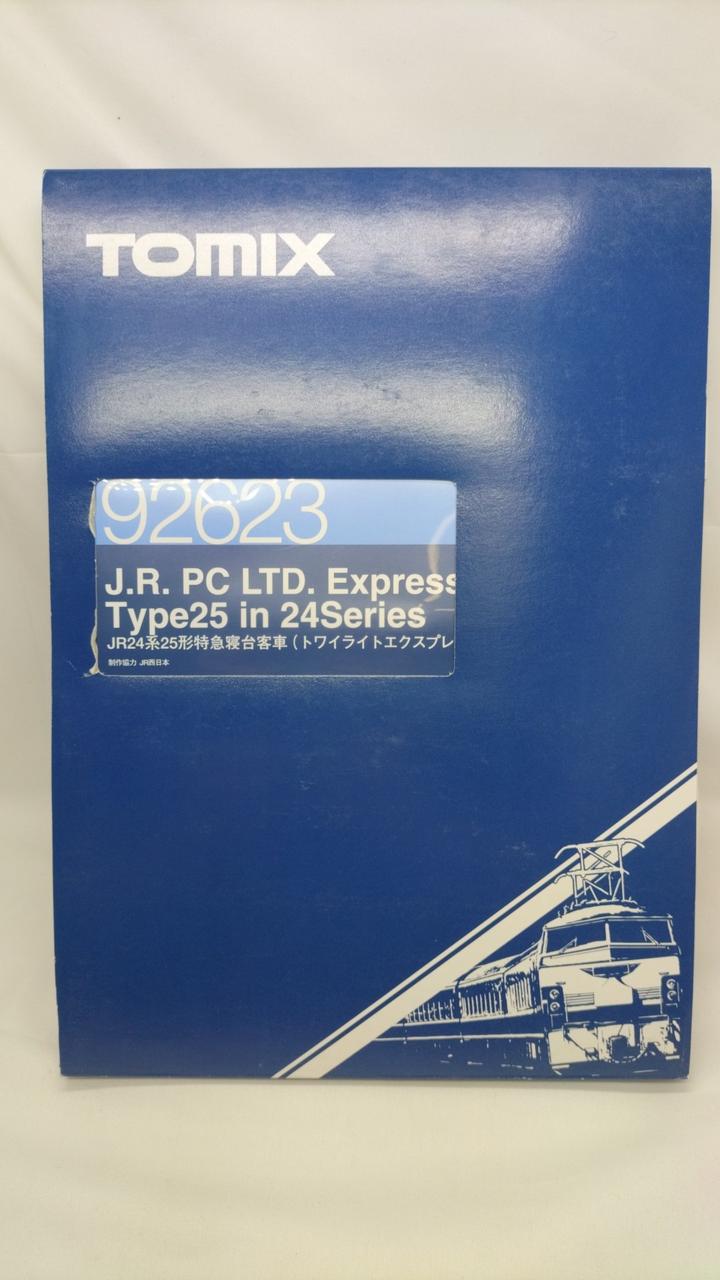 TOMIX
92623
J.R. PC LTD. Express
Type25 in 24Series
JR24系25形特急寝台客車（トワイライトエクスプレ
制作協力 JR西日本